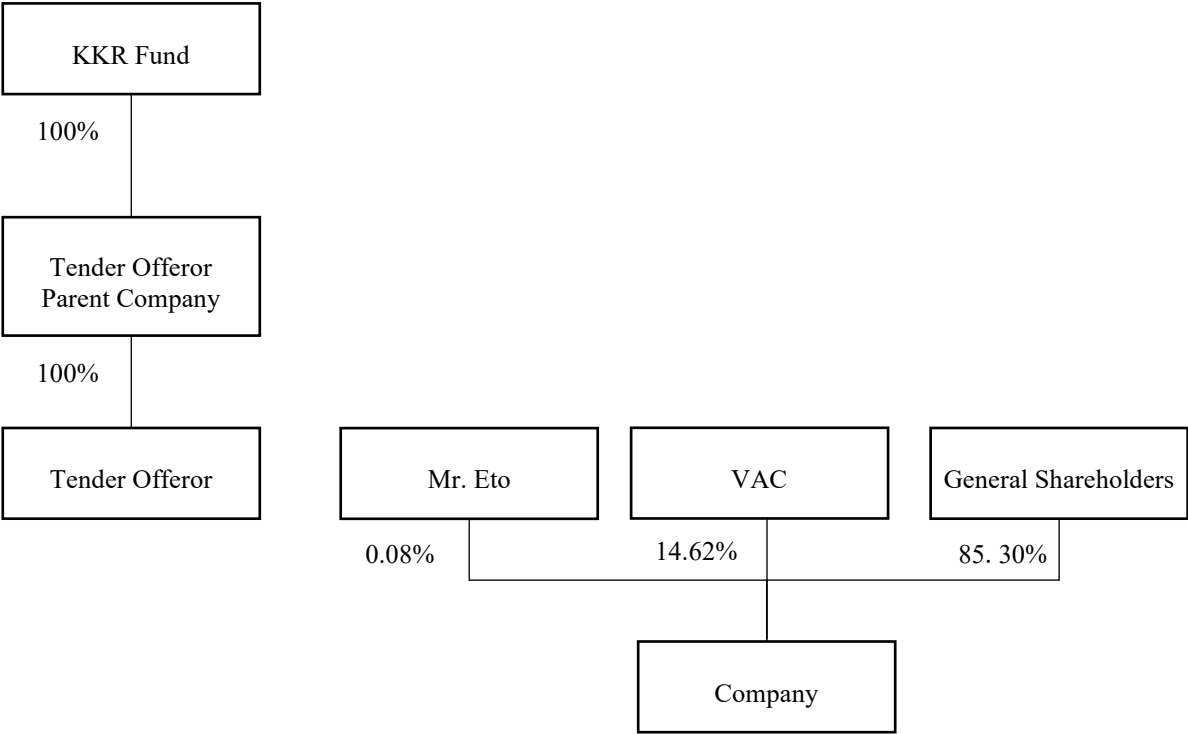 KKR Fund
100%
Tender Offeror
Parent Company
100%
Tender Offeror
Mr. Eto
VAC
General Shareholders
0.08%
14.62%
85. 30%
Company